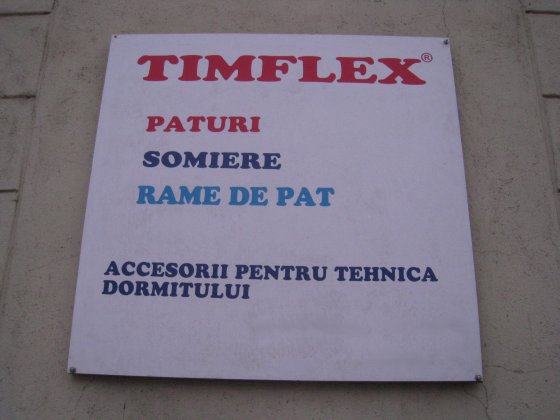 TIMFLEX®
PATURI
SOMIERE
RAME DE PAT
ACCESORII PENTRU TEHNICA
DORMITULUI